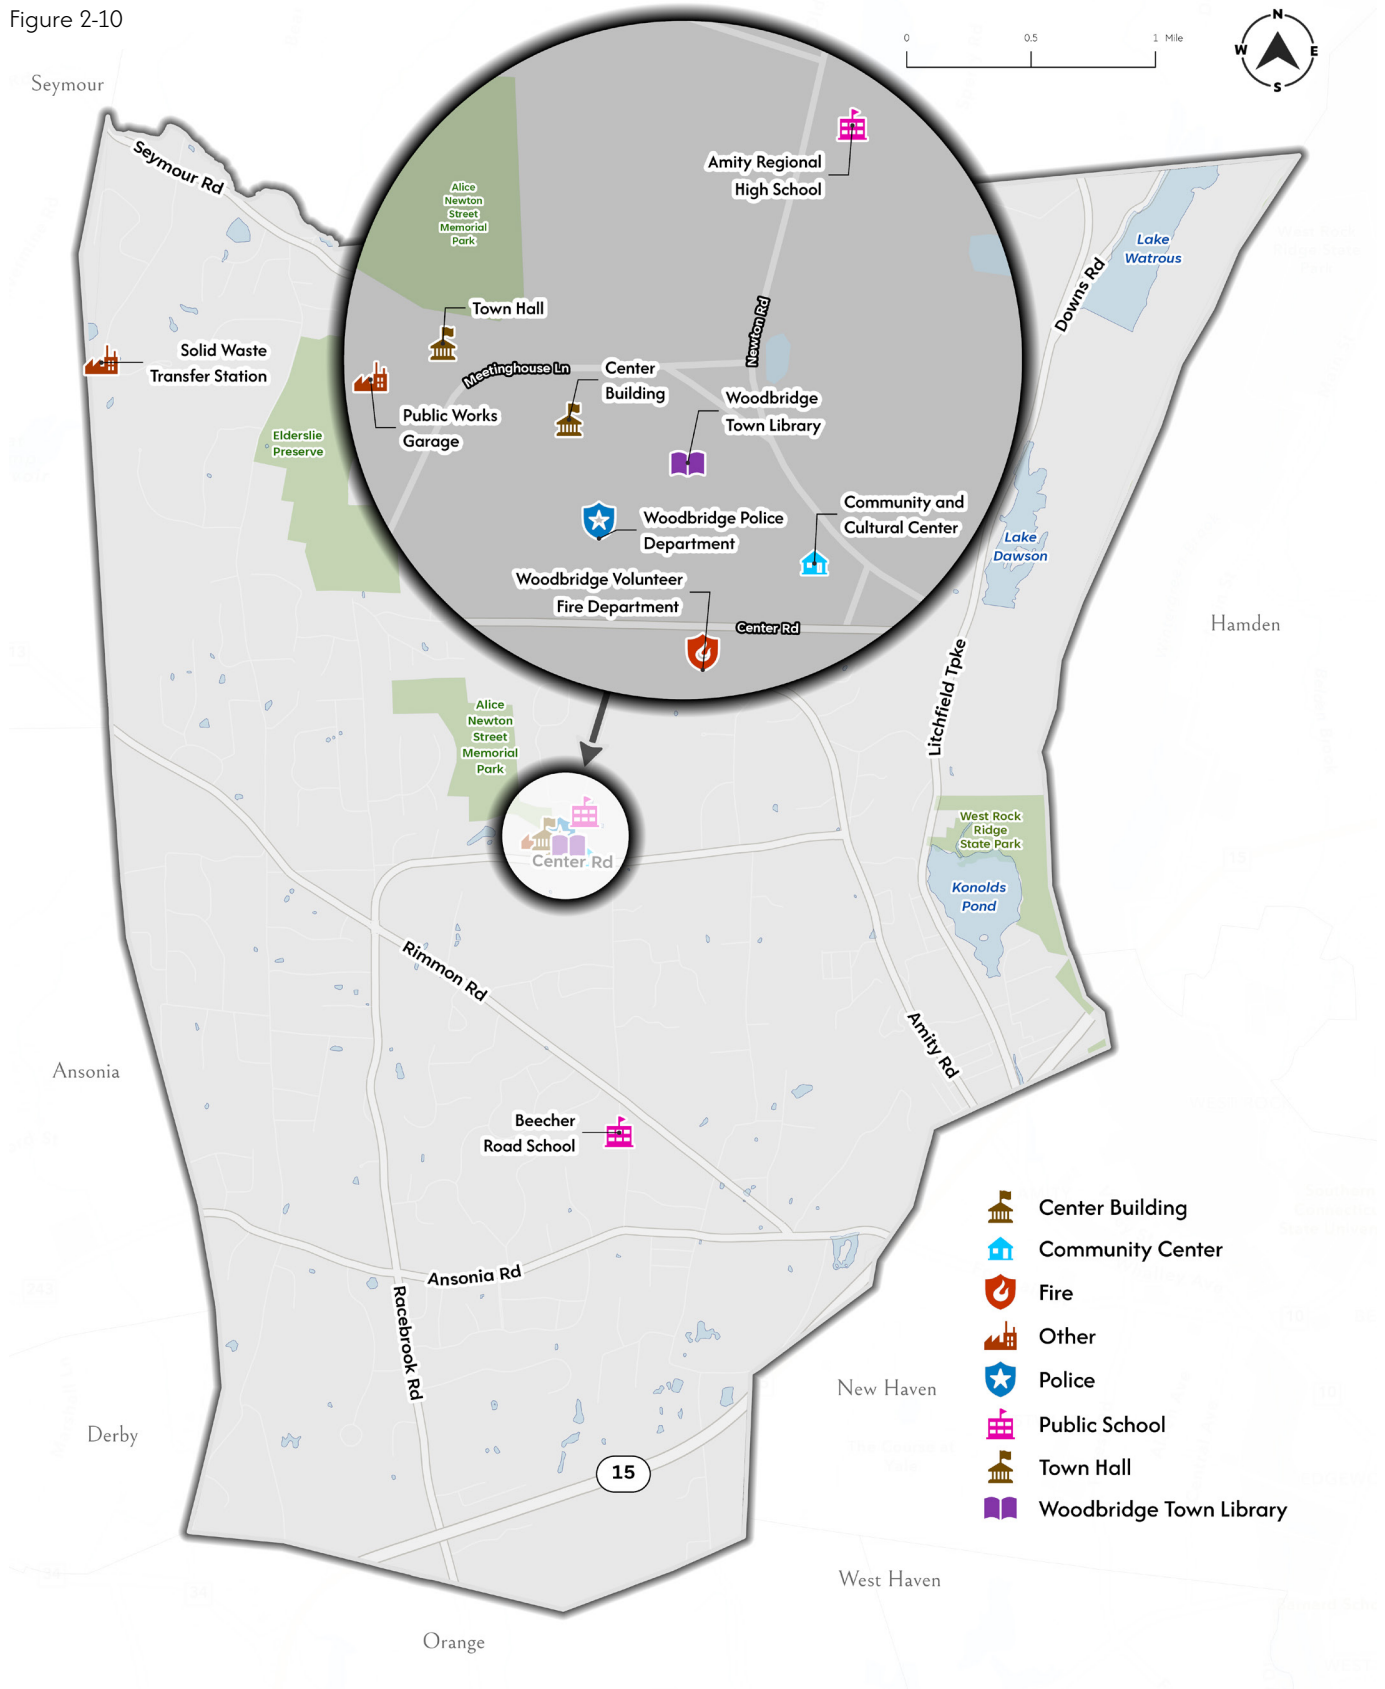 Figure 2-10
0
0.5
1 Mile
N
W
E
S
Seymour
Seymour Rd
Alice
Newton
Street
Memorial
Park
Amity Regional
High School
Lake
Watrous
Downs Rd
Town Hall
Newton Rd
Solid Waste
Transfer Station
Meetinghouse Ln
Center
Building
Public Works
Garage
Woodbridge
Town Library
Elderslie
Preserve
Woodbridge Police
Department
Community and
Cultural Center
Lake
Dawson
Woodbridge Volunteer
Fire Department
Center Rd
Hamden
Litchfield Tpke
Alice
Newton
Street
Memorial
Park
West Rock
Ridge
State Park
Center Rd
Konolds
Pond
Rimmon Rd
Amity Rd
Ansonia
Beecher
Road School
Ansonia Rd
Racebrook Rd
Center Building
Community Center
Fire
Other
Police
Public School
Town Hall
Woodbridge Town Library
New Haven
Derby
15
West Haven
Orange